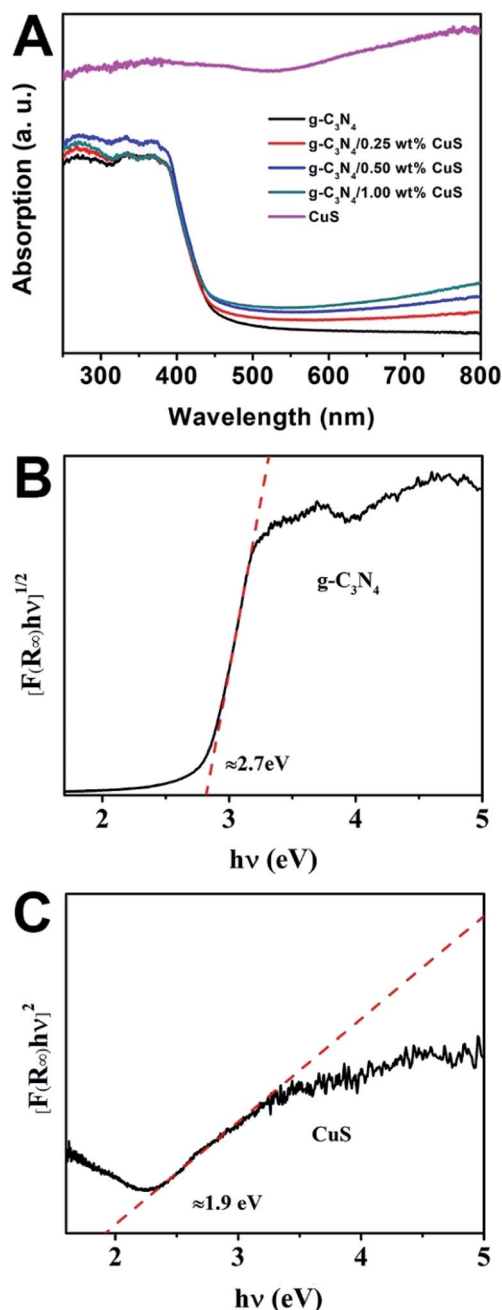 A
Absorption (a. u.)
g-C₃N₄
g-C₃N₄/0.25 wt% CuS
g-C₃N₄/0.50 wt% CuS
g-C₃N₄/1.00 wt% CuS
CuS
300 400 500 600 700 800
Wavelength (nm)
B
[F(R∞)hν]^1/2
g-C₃N₄
≈2.7eV
2 3 4 5
hν (eV)
C
[F(R∞)hν]²
CuS
≈1.9 eV
2 3 4 5
hν (eV)